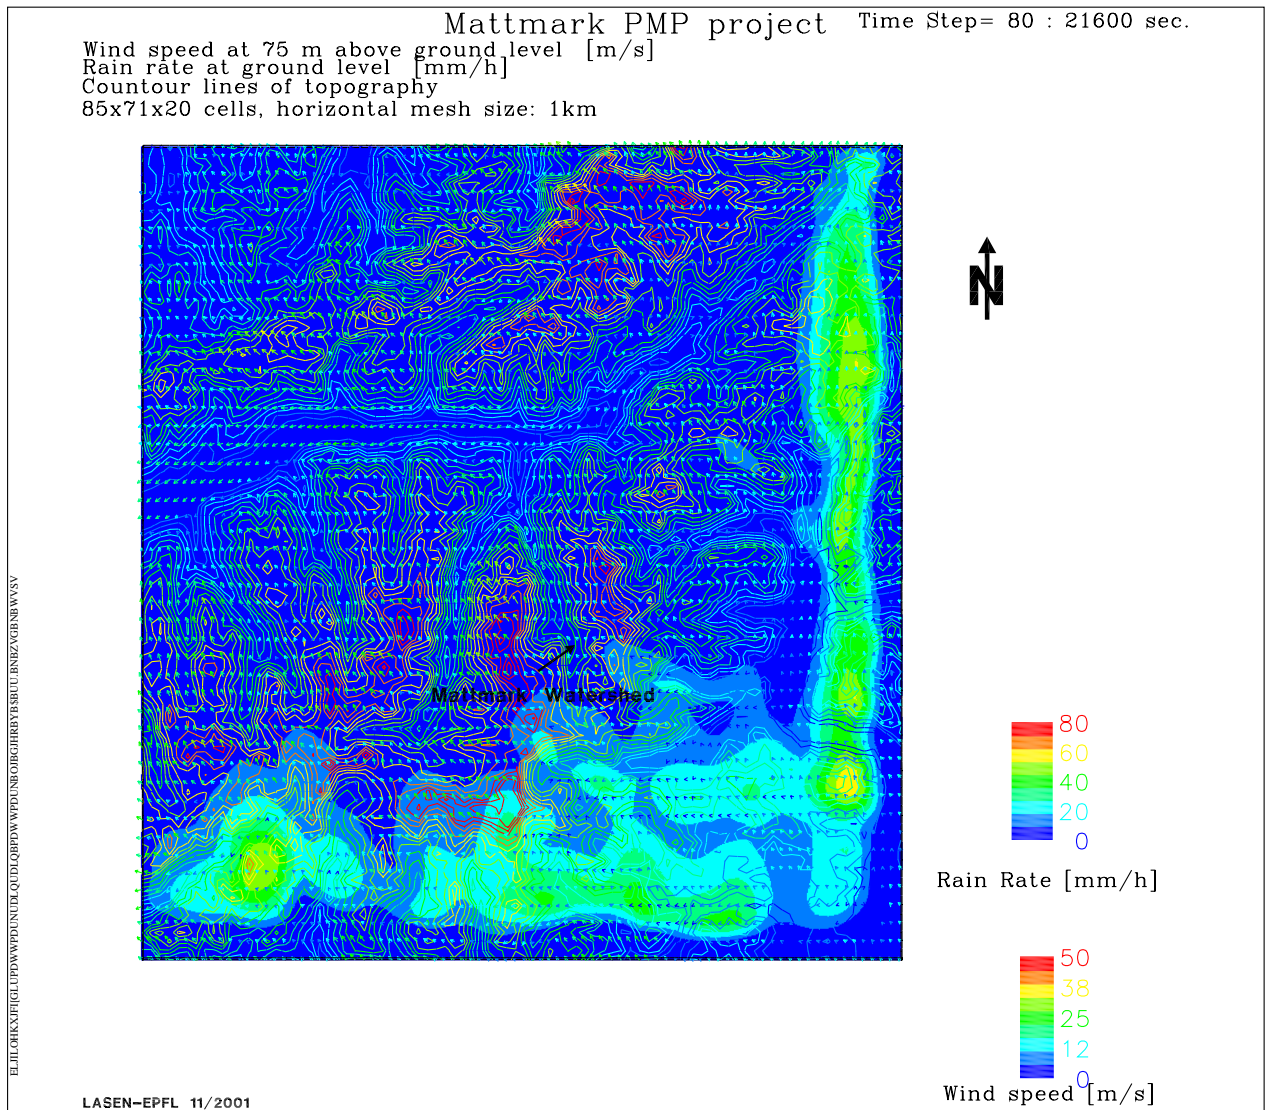 Mattmark PMP project Time Step= 80 : 21600 sec.
Wind speed at 75 m above ground level [m/s]
Rain rate at ground level [mm/h]
Countour lines of topography
85x71x20 cells, horizontal mesh size: 1km
N
Mattmark Watershed
80
60
40
20
0
Rain Rate [mm/h]
50
38
25
12
0
Wind speed [m/s]
LASEN-EPFL 11/2001